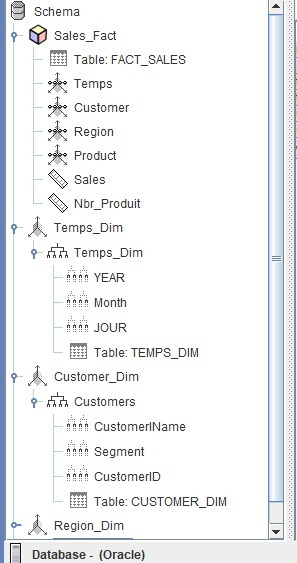 Schema
Sales_Fact
Table: FACT_SALES
Temps
Customer
Region
Product
Sales
Nbr_Produit
Temps_Dim
Temps_Dim
YEAR
Month
JOUR
Table: TEMPS_DIM
Customer_Dim
Customers
CustomerlName
Segment
CustomerID
Table: CUSTOMER_DIM
Region_Dim
Database - (Oracle)